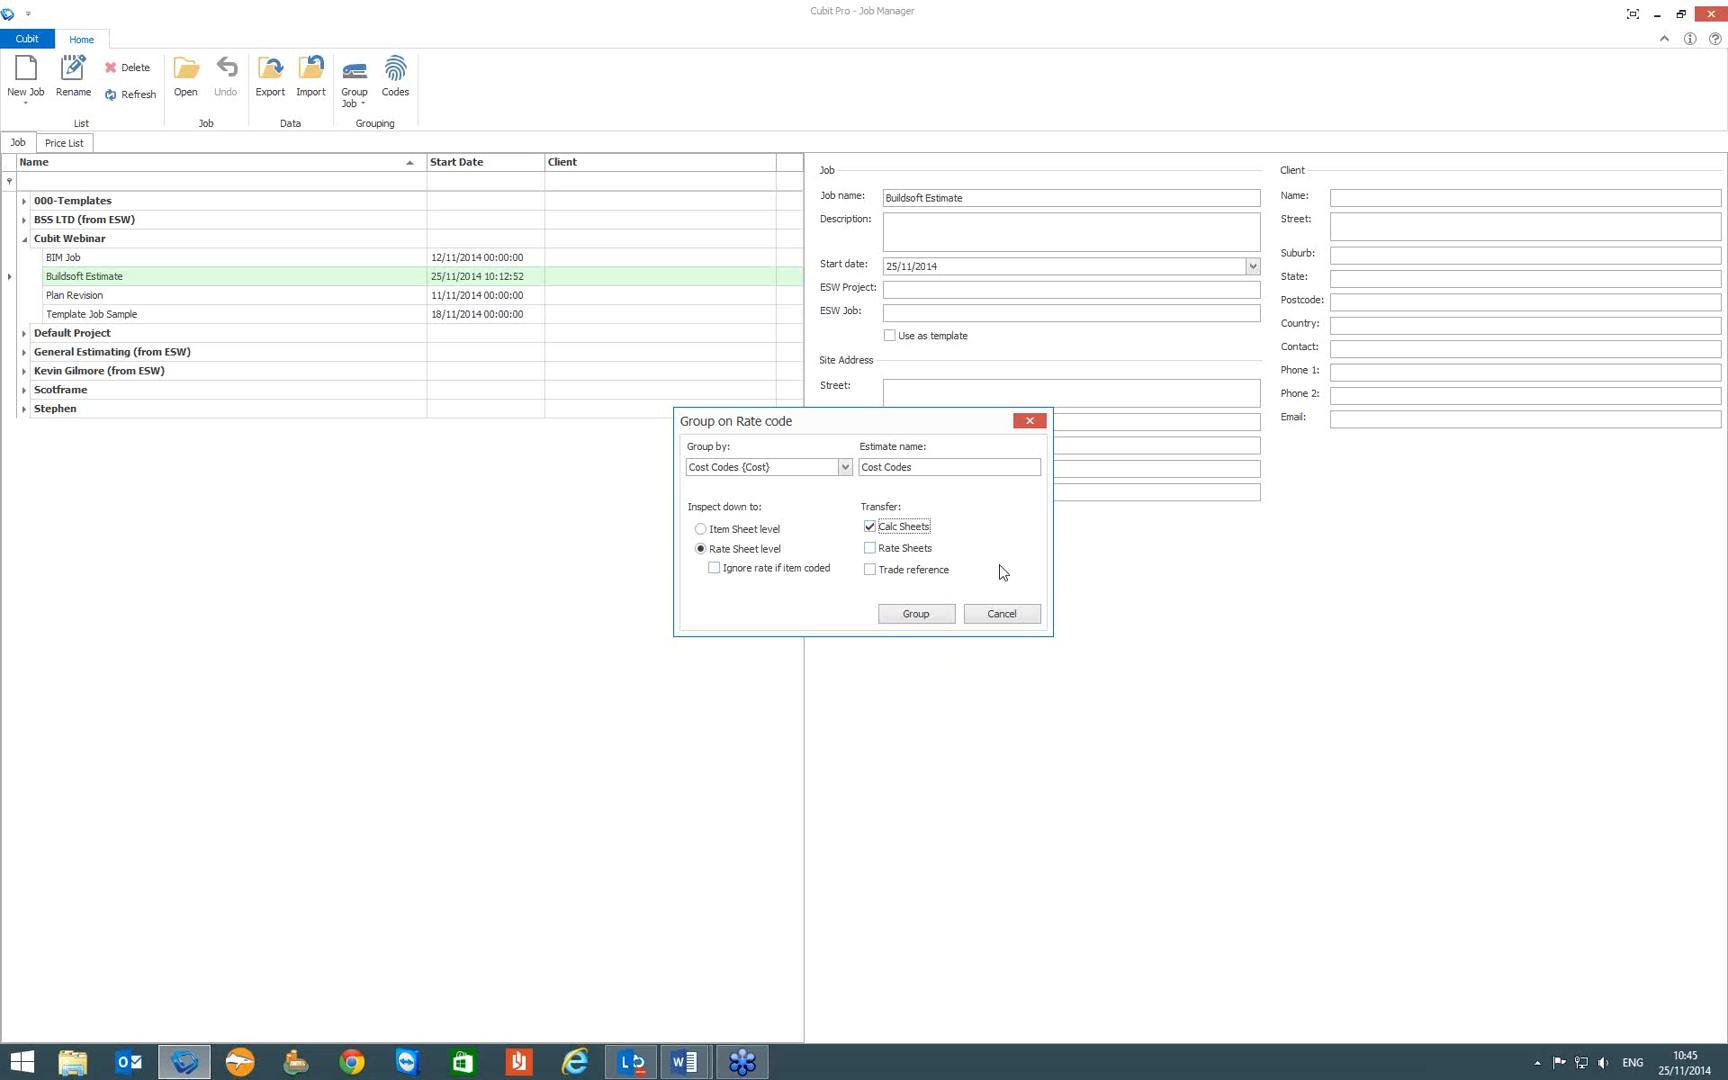 Cubit Pro - Job Manager
Cubit
Home
New Job
Rename
Delete
Refresh
Open
Undo
Export
Import
Group Job
Codes
List
Job
Data
Grouping
Job
Price List
Name
Start Date
Client
000-Templates
BSS LTD (from ESW)
Cubit Webinar
BIM Job 12/11/2014 00:00:00
Buildsoft Estimate 25/11/2014 10:12:52
Plan Revision 11/11/2014 00:00:00
Template Job Sample 18/11/2014 00:00:00
Default Project
General Estimating (from ESW)
Kevin Gilmore (from ESW)
Scotframe
Stephen
Job
Job name: Buildsoft Estimate
Description:
Start date: 25/11/2014
ESW Project:
ESW Job:
Use as template
Site Address
Street:
Client
Name:
Street:
Suburb:
State:
Postcode:
Country:
Contact:
Phone 1:
Phone 2:
Email:
Group on Rate code
Group by:
Estimate name:
Cost Codes {Cost}
Cost Codes
Inspect down to:
Transfer:
Item Sheet level
Calc Sheets
Rate Sheet level
Rate Sheets
Ignore rate if item coded
Trade reference
Group
Cancel
ENG
10:45
25/11/2014